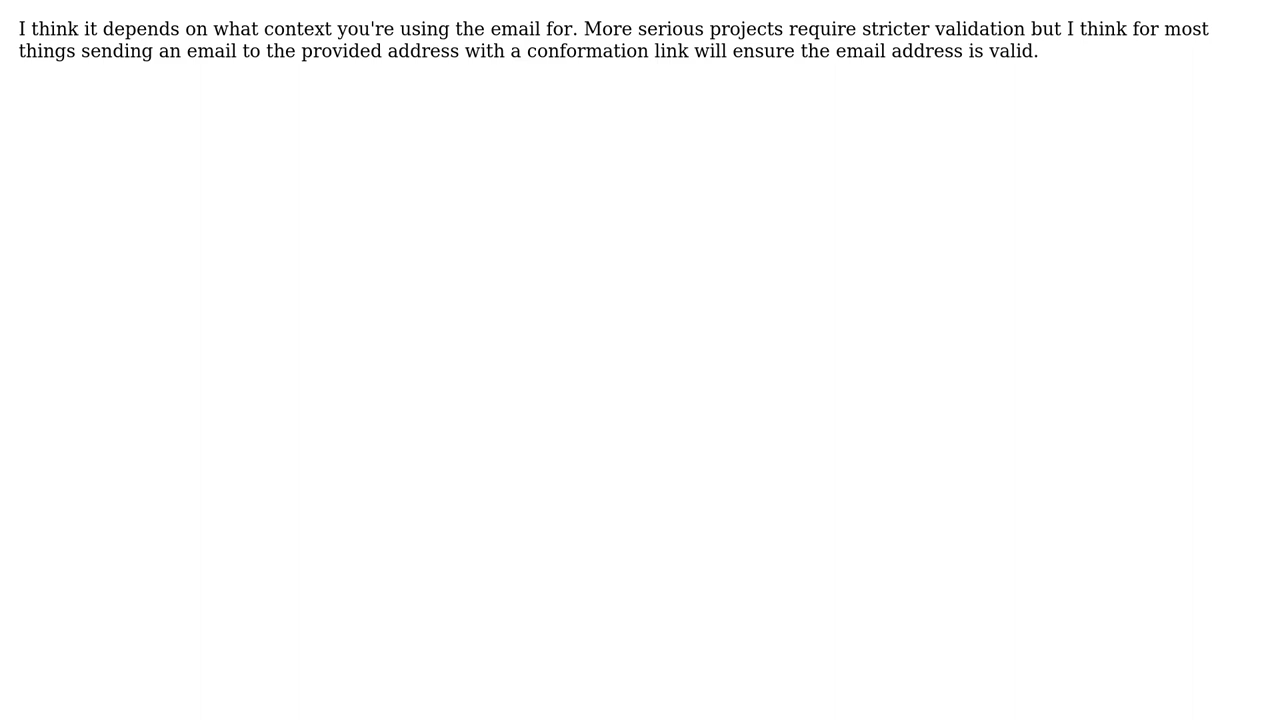 I think it depends on what context you're using the email for. More serious projects require stricter validation but I think for most
things sending an email to the provided address with a conformation link will ensure the email address is valid.